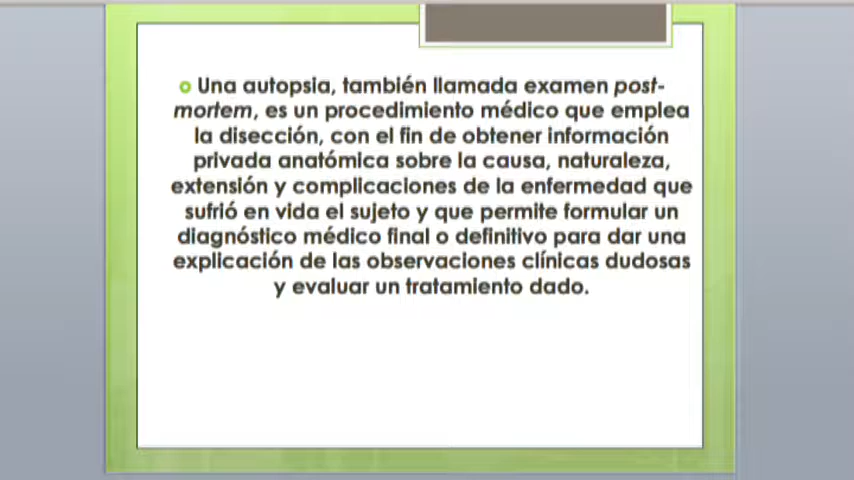 Una autopsia, también llamada examen post-
mortem, es un procedimiento médico que emplea
la disección, con el fin de obtener información
privada anatómica sobre la causa, naturaleza,
extensión y complicaciones de la enfermedad que
sufrió en vida el sujeto y que permite formular un
diagnóstico médico final o definitivo para dar una
explicación de las observaciones clínicas dudosas
y evaluar un tratamiento dado.